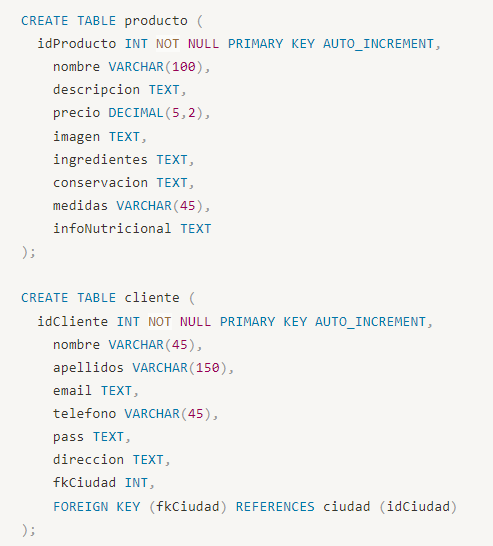 CREATE TABLE producto (
idProducto INT NOT NULL PRIMARY KEY AUTO_INCREMENT,
nombre VARCHAR(100),
descripcion TEXT,
precio DECIMAL(5,2),
imagen TEXT,
ingredientes TEXT,
conservacion TEXT,
medidas VARCHAR(45),
infoNutricional TEXT
);
CREATE TABLE cliente (
idCliente INT NOT NULL PRIMARY KEY AUTO_INCREMENT,
nombre VARCHAR(45),
apellidos VARCHAR(150),
email TEXT,
telefono VARCHAR(45),
pass TEXT,
direccion TEXT,
fkCiudad INT,
FOREIGN KEY (fkCiudad) REFERENCES ciudad (idCiudad)
);